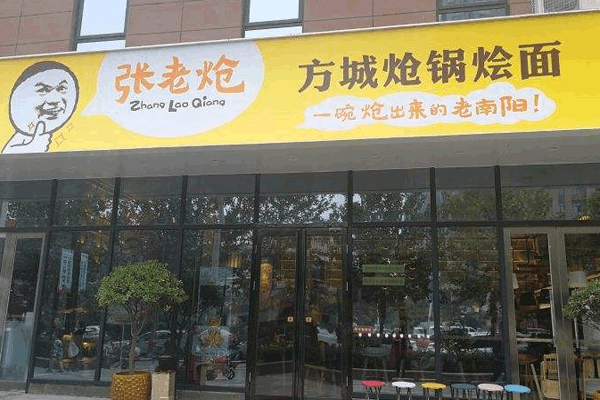 张老炝
Zhang Lao Qiang
方城炝锅烩面
一碗炝出来的老南阳!